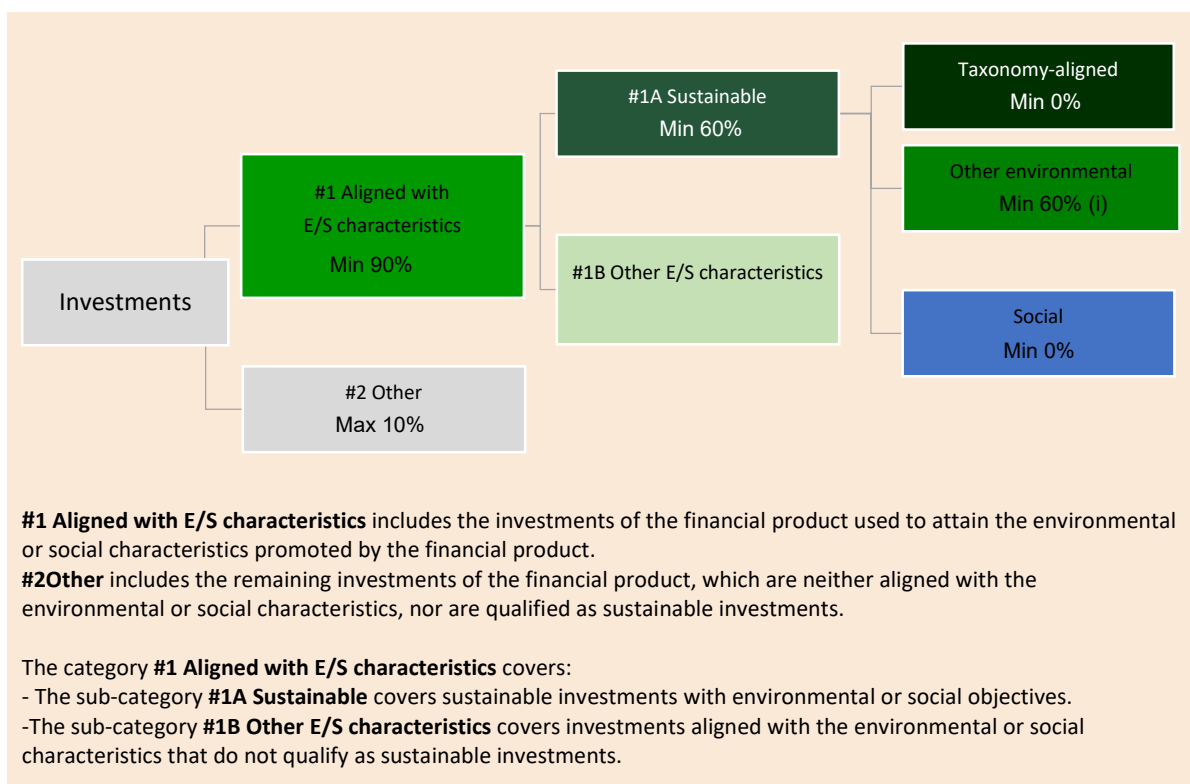 Taxonomy-aligned
Min 0%
#1A Sustainable
Min 60%
Other environmental
Min 60% (i)
#1 Aligned with
E/S characteristics
Min 90%
#1B Other E/S characteristics
Investments
Social
Min 0%
#2 Other
Max 10%
#1 Aligned with E/S characteristics includes the investments of the financial product used to attain the environmental
or social characteristics promoted by the financial product.
#2Other includes the remaining investments of the financial product, which are neither aligned with the
environmental or social characteristics, nor are qualified as sustainable investments.
The category #1 Aligned with E/S characteristics covers:
- The sub-category #1A Sustainable covers sustainable investments with environmental or social objectives.
-The sub-category #1B Other E/S characteristics covers investments aligned with the environmental or social
characteristics that do not qualify as sustainable investments.